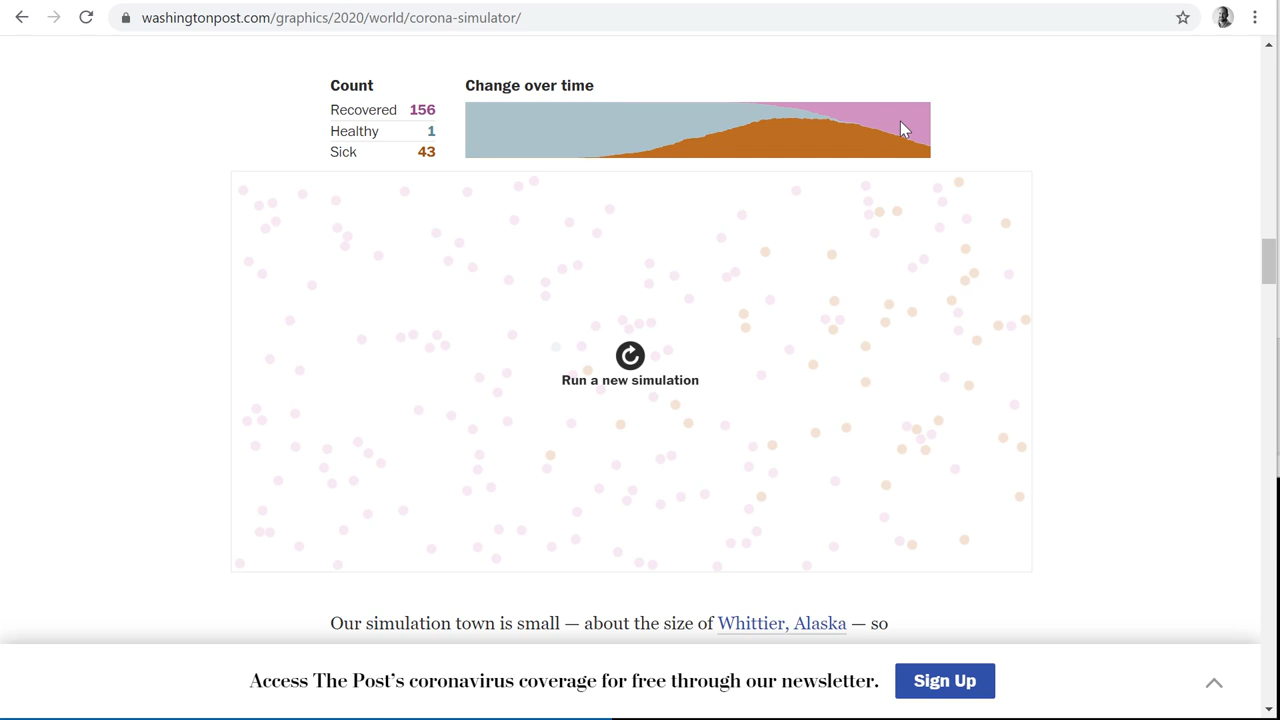 washingtonpost.com/graphics/2020/world/corona-simulator/
Count
Change over time
Recovered 156
Healthy 1
Sick 43
Run a new simulation
Our simulation town is small — about the size of Whittier, Alaska — so
Access The Post’s coronavirus coverage for free through our newsletter.
Sign Up